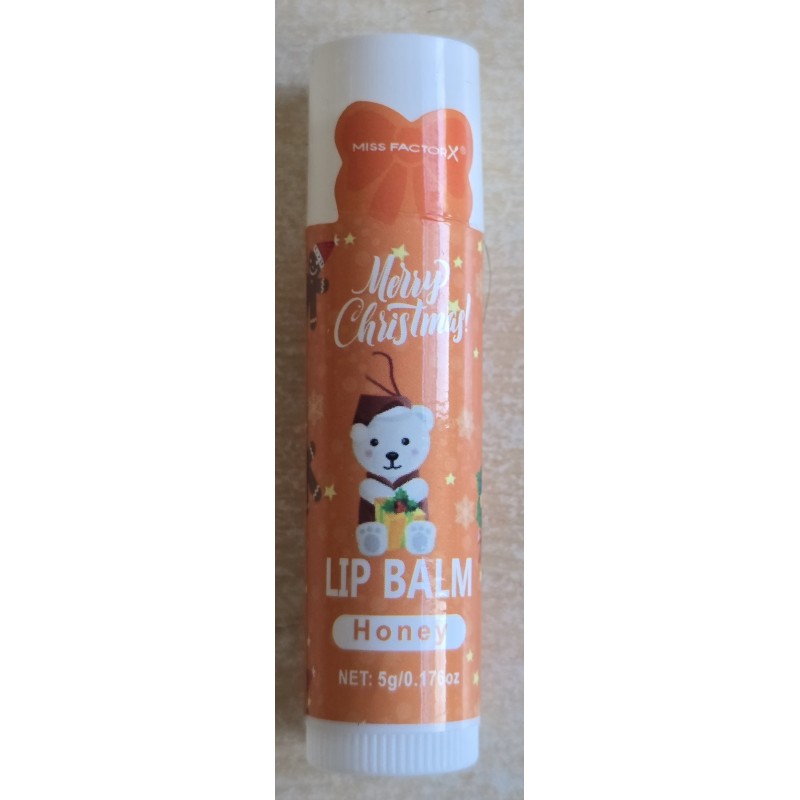 MISS FACTORX®
Merry
Christmas!
LIP BALM
Honey
NET: 5g/0.176oz